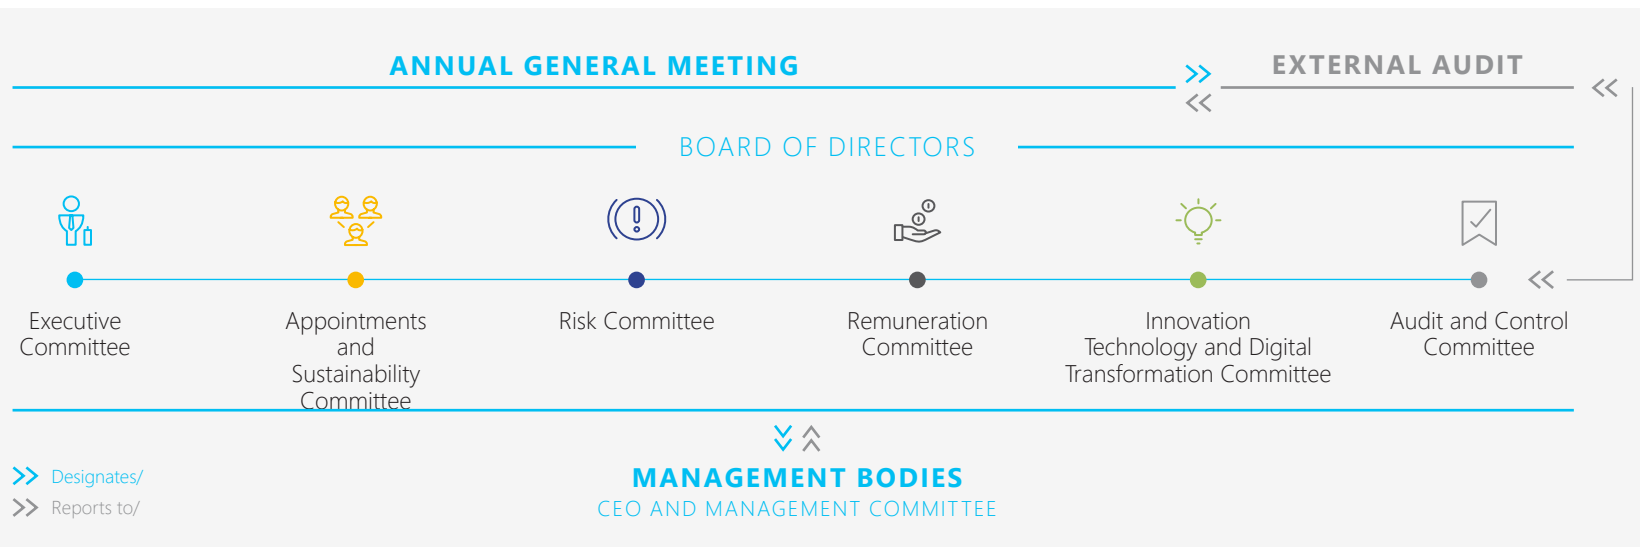 ANNUAL GENERAL MEETING
EXTERNAL AUDIT
BOARD OF DIRECTORS
Executive
Committee
Appointments
and
Sustainability
Committee
Risk Committee
Remuneration
Committee
Innovation
Technology and Digital
Transformation Committee
Audit and Control
Committee
Designates/
Reports to/
MANAGEMENT BODIES
CEO AND MANAGEMENT COMMITTEE